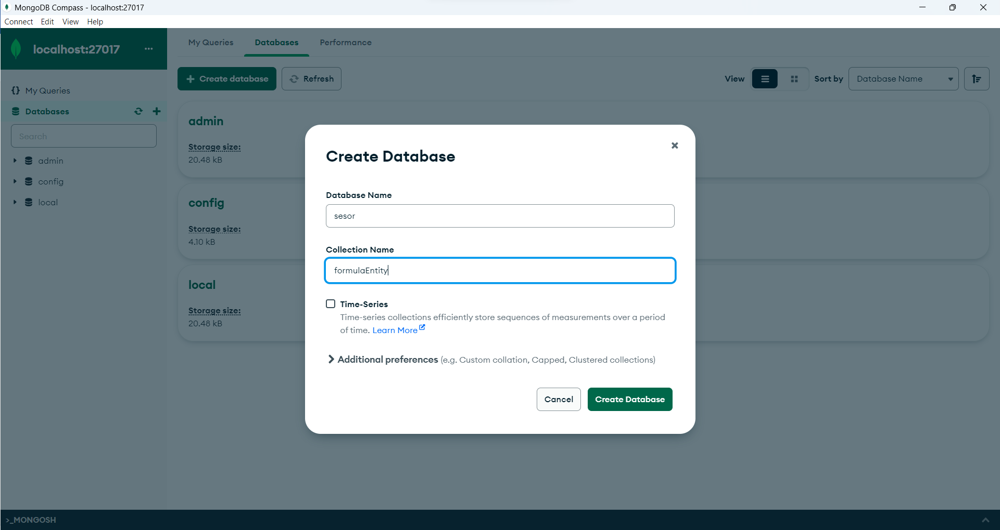 MongoDB Compass - localhost:27017
Connect Edit View Help
localhost:27017 ...
My Queries Databases Performance
Create database Refresh View Sort by Database Name
My Queries
Databases
Search
admin
config
local
admin
Storage size:
20.48 kB
config
Storage size:
4.10 kB
local
Storage size:
20.48 kB
Create Database
Database Name
sesor
Collection Name
formulaEntity
Time-Series
Time-series collections efficiently store sequences of measurements over a period
of time. Learn More
Additional preferences (e.g. Custom collation, Capped, Clustered collections)
Cancel Create Database
>_MONGOSH